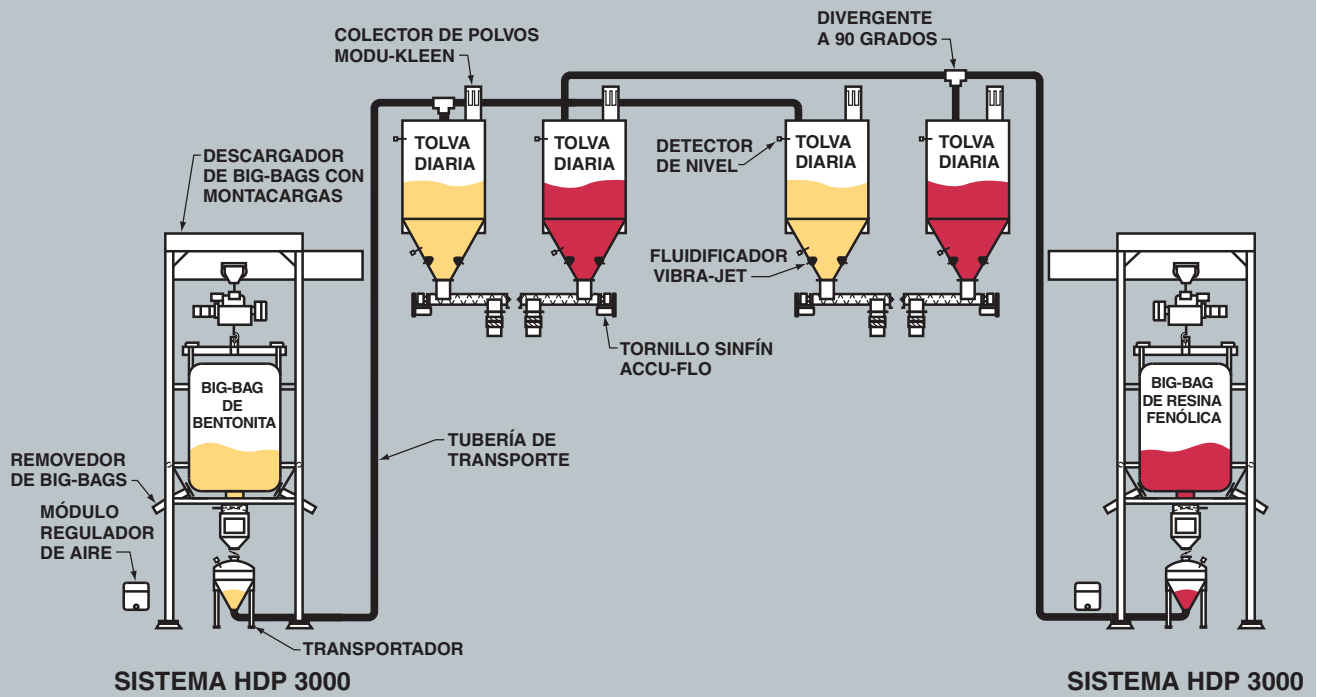 COLECTOR DE POLVOS
MODU-KLEEN
DIVERGENTE
A 90 GRADOS
TOLVA
DIARIA
TOLVA
DIARIA
DETECTOR
DE NIVEL
TOLVA
DIARIA
TOLVA
DIARIA
DESCARGADOR
DE BIG-BAGS CON
MONTACARGAS
FLUIDIFICADOR
VIBRA-JET
TORNILLO SINFÍN
ACCU-FLO
BIG-BAG
DE
BENTONITA
BIG-BAG
DE RESINA
FENÓLICA
TUBERÍA DE
TRANSPORTE
REMOVEDOR
DE BIG-BAGS
MÓDULO
REGULADOR
DE AIRE
TRANSPORTADOR
SISTEMA HDP 3000
SISTEMA HDP 3000